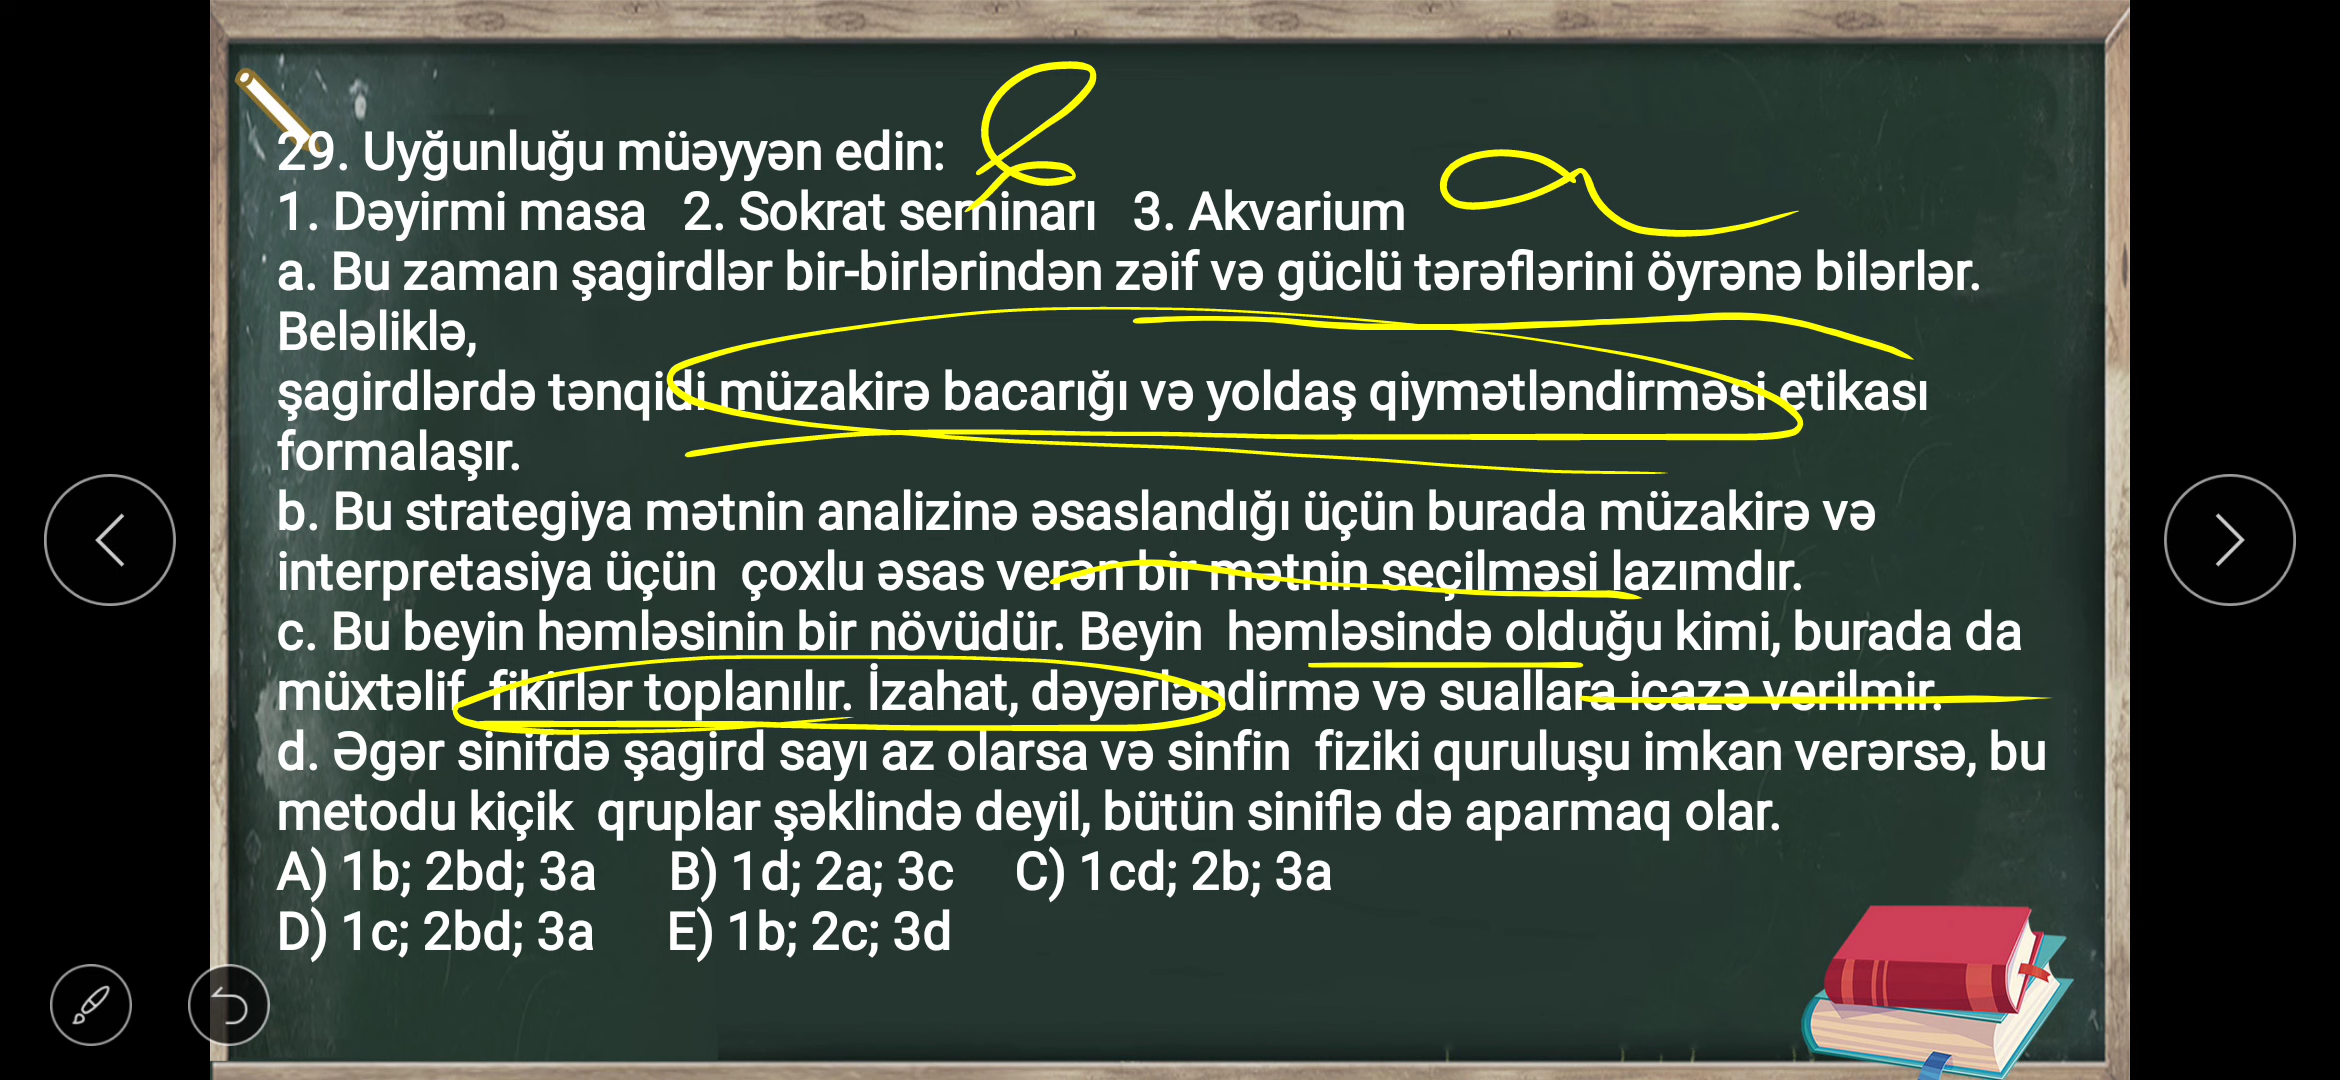 29. Uyğunluğu müəyyən edin:
1. Dəyirmi masa 2. Sokrat seminarı 3. Akvarium
a. Bu zaman şagirdlər bir-birlərindən zəif və güclü tərəflərini öyrənə bilərlər.
Beləliklə,
şagirdlərdə tənqidi müzakirə bacarığı və yoldaş qiymətləndirməsi etikası
formalaşır.
b. Bu strategiya mətnin analizinə əsaslandığı üçün burada müzakirə və
interpretasiya üçün çoxlu əsas verən bir mətnin seçilməsi lazımdır.
c. Bu beyin həmləsinin bir növüdür. Beyin həmləsində olduğu kimi, burada da
müxtəlif fikirlər toplanılır. İzahat, dəyərləndirmə və suallara icazə verilmir.
d. Əgər sinifdə şagird sayı az olarsa və sinfin fiziki quruluşu imkan verərsə, bu
metodu kiçik qruplar şəklində deyil, bütün siniflə də aparmaq olar.
A) 1b; 2bd; 3a B) 1d; 2a; 3c C) 1cd; 2b; 3a
D) 1c; 2bd; 3a E) 1b; 2c; 3d